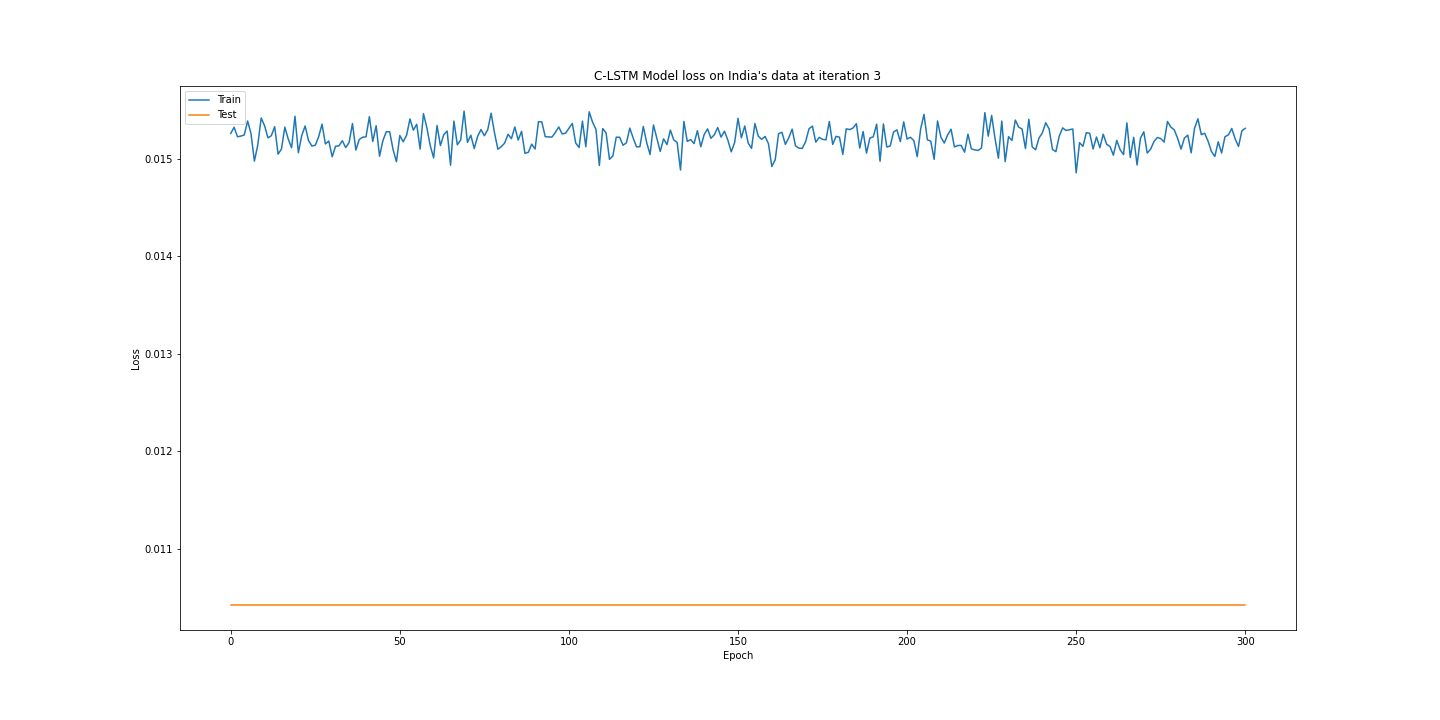 C-LSTM Model loss on India's data at iteration 3
Train
Test
0.015
0.014
0.013
0.012
0.011
Loss
0 50 100 150 200 250 300
Epoch